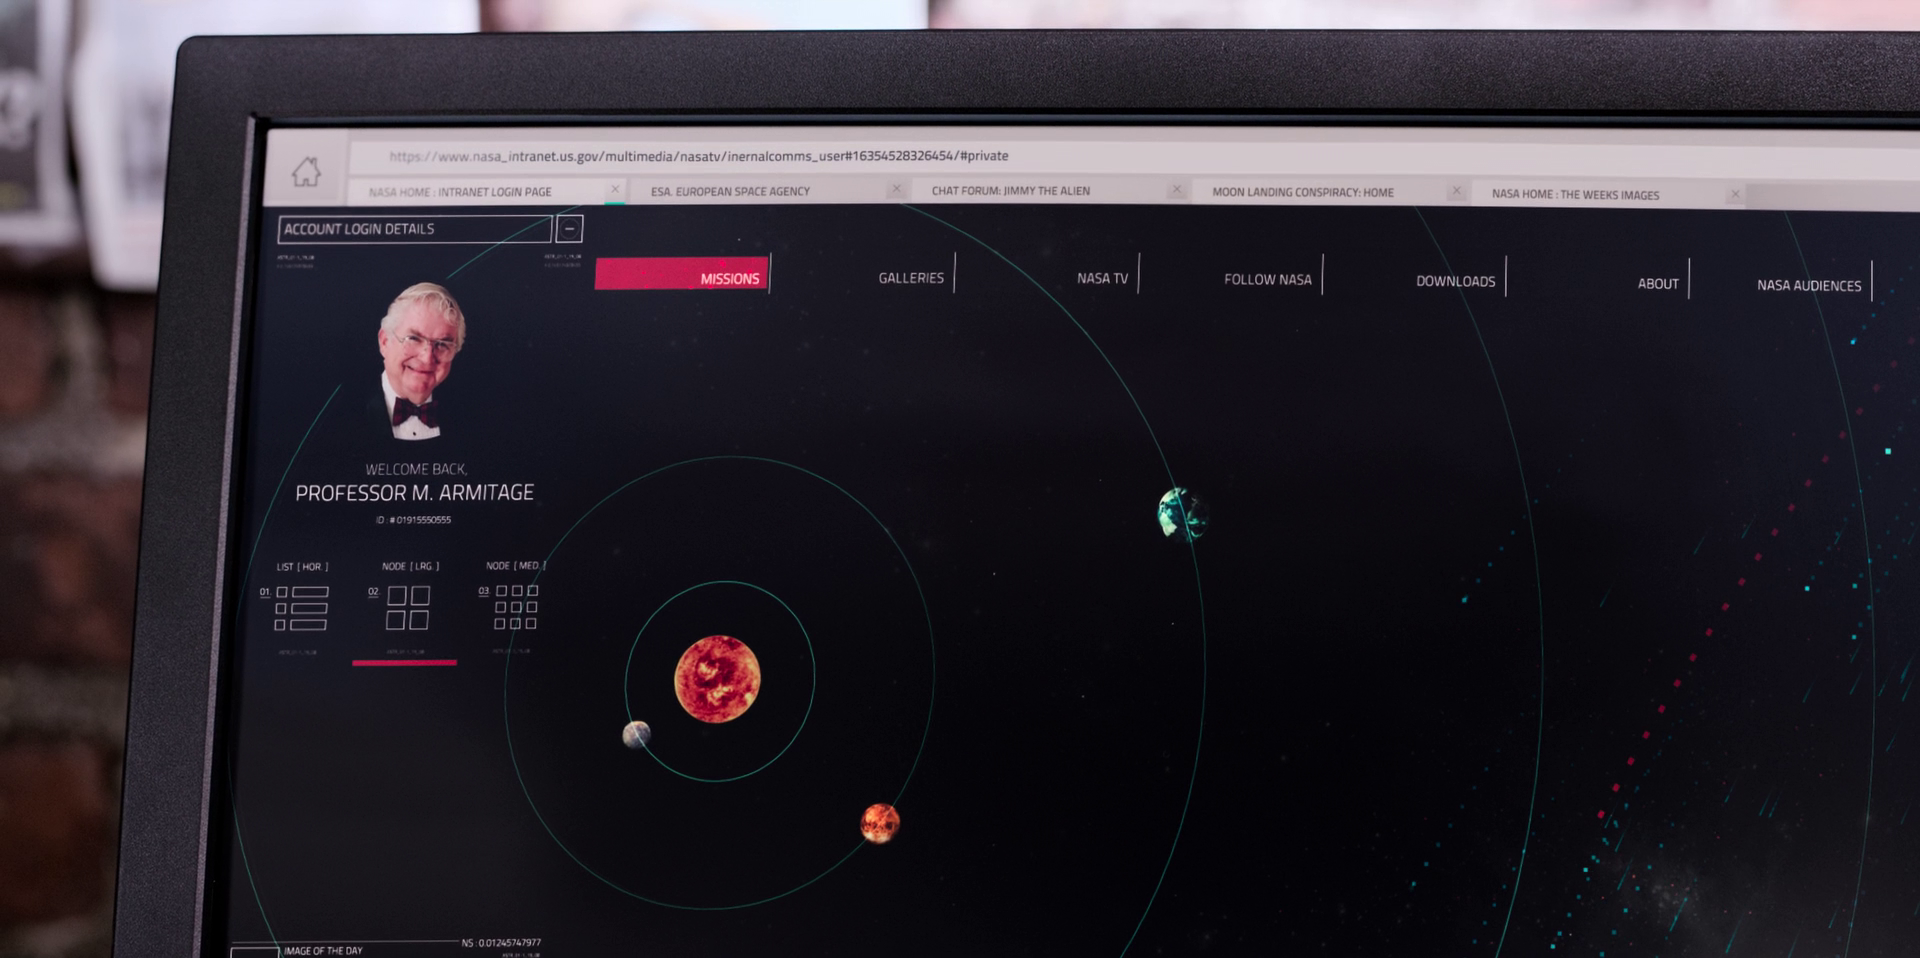 https://www.nasa_intranet.us.gov/multimedia/nasatv/inernalcomms_user#16354528326454/#private
NASA HOME : INTRANET LOGIN PAGE
ESA. EUROPEAN SPACE AGENCY
CHAT FORUM: JIMMY THE ALIEN
MOON LANDING CONSPIRACY: HOME
NASA HOME : THE WEEKS IMAGES
ACCOUNT LOGIN DETAILS
MISSIONS
GALLERIES
NASA TV
FOLLOW NASA
DOWNLOADS
ABOUT
NASA AUDIENCES
WELCOME BACK,
PROFESSOR M. ARMITAGE
ID : # 01915550555
LIST [ HOR. ]
NODE [ LRG. ]
NODE [ MED. ]
01.
02.
03.
NS : 0.01245747977
IMAGE OF THE DAY